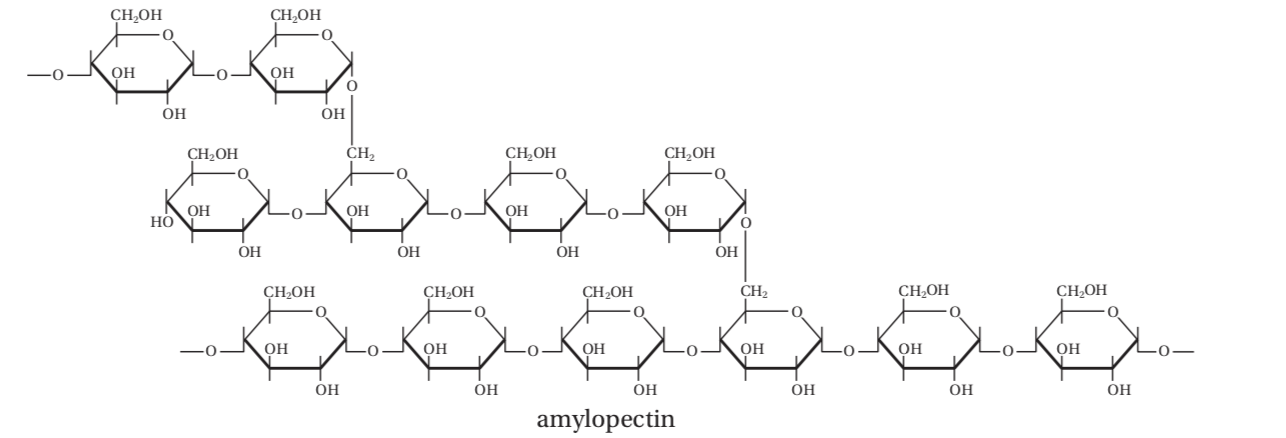 CH₂OH CH₂OH
O O
OH OH
O O O
OH OH
CH₂OH CH₂ CH₂OH CH₂OH
O O O O
OH OH OH OH
HO O O O O
OH OH OH OH
CH₂OH CH₂OH CH₂OH CH₂ CH₂OH CH₂OH
O O O O O O
OH OH OH OH OH OH
O O O O O O O
OH OH OH OH OH OH
amylopectin